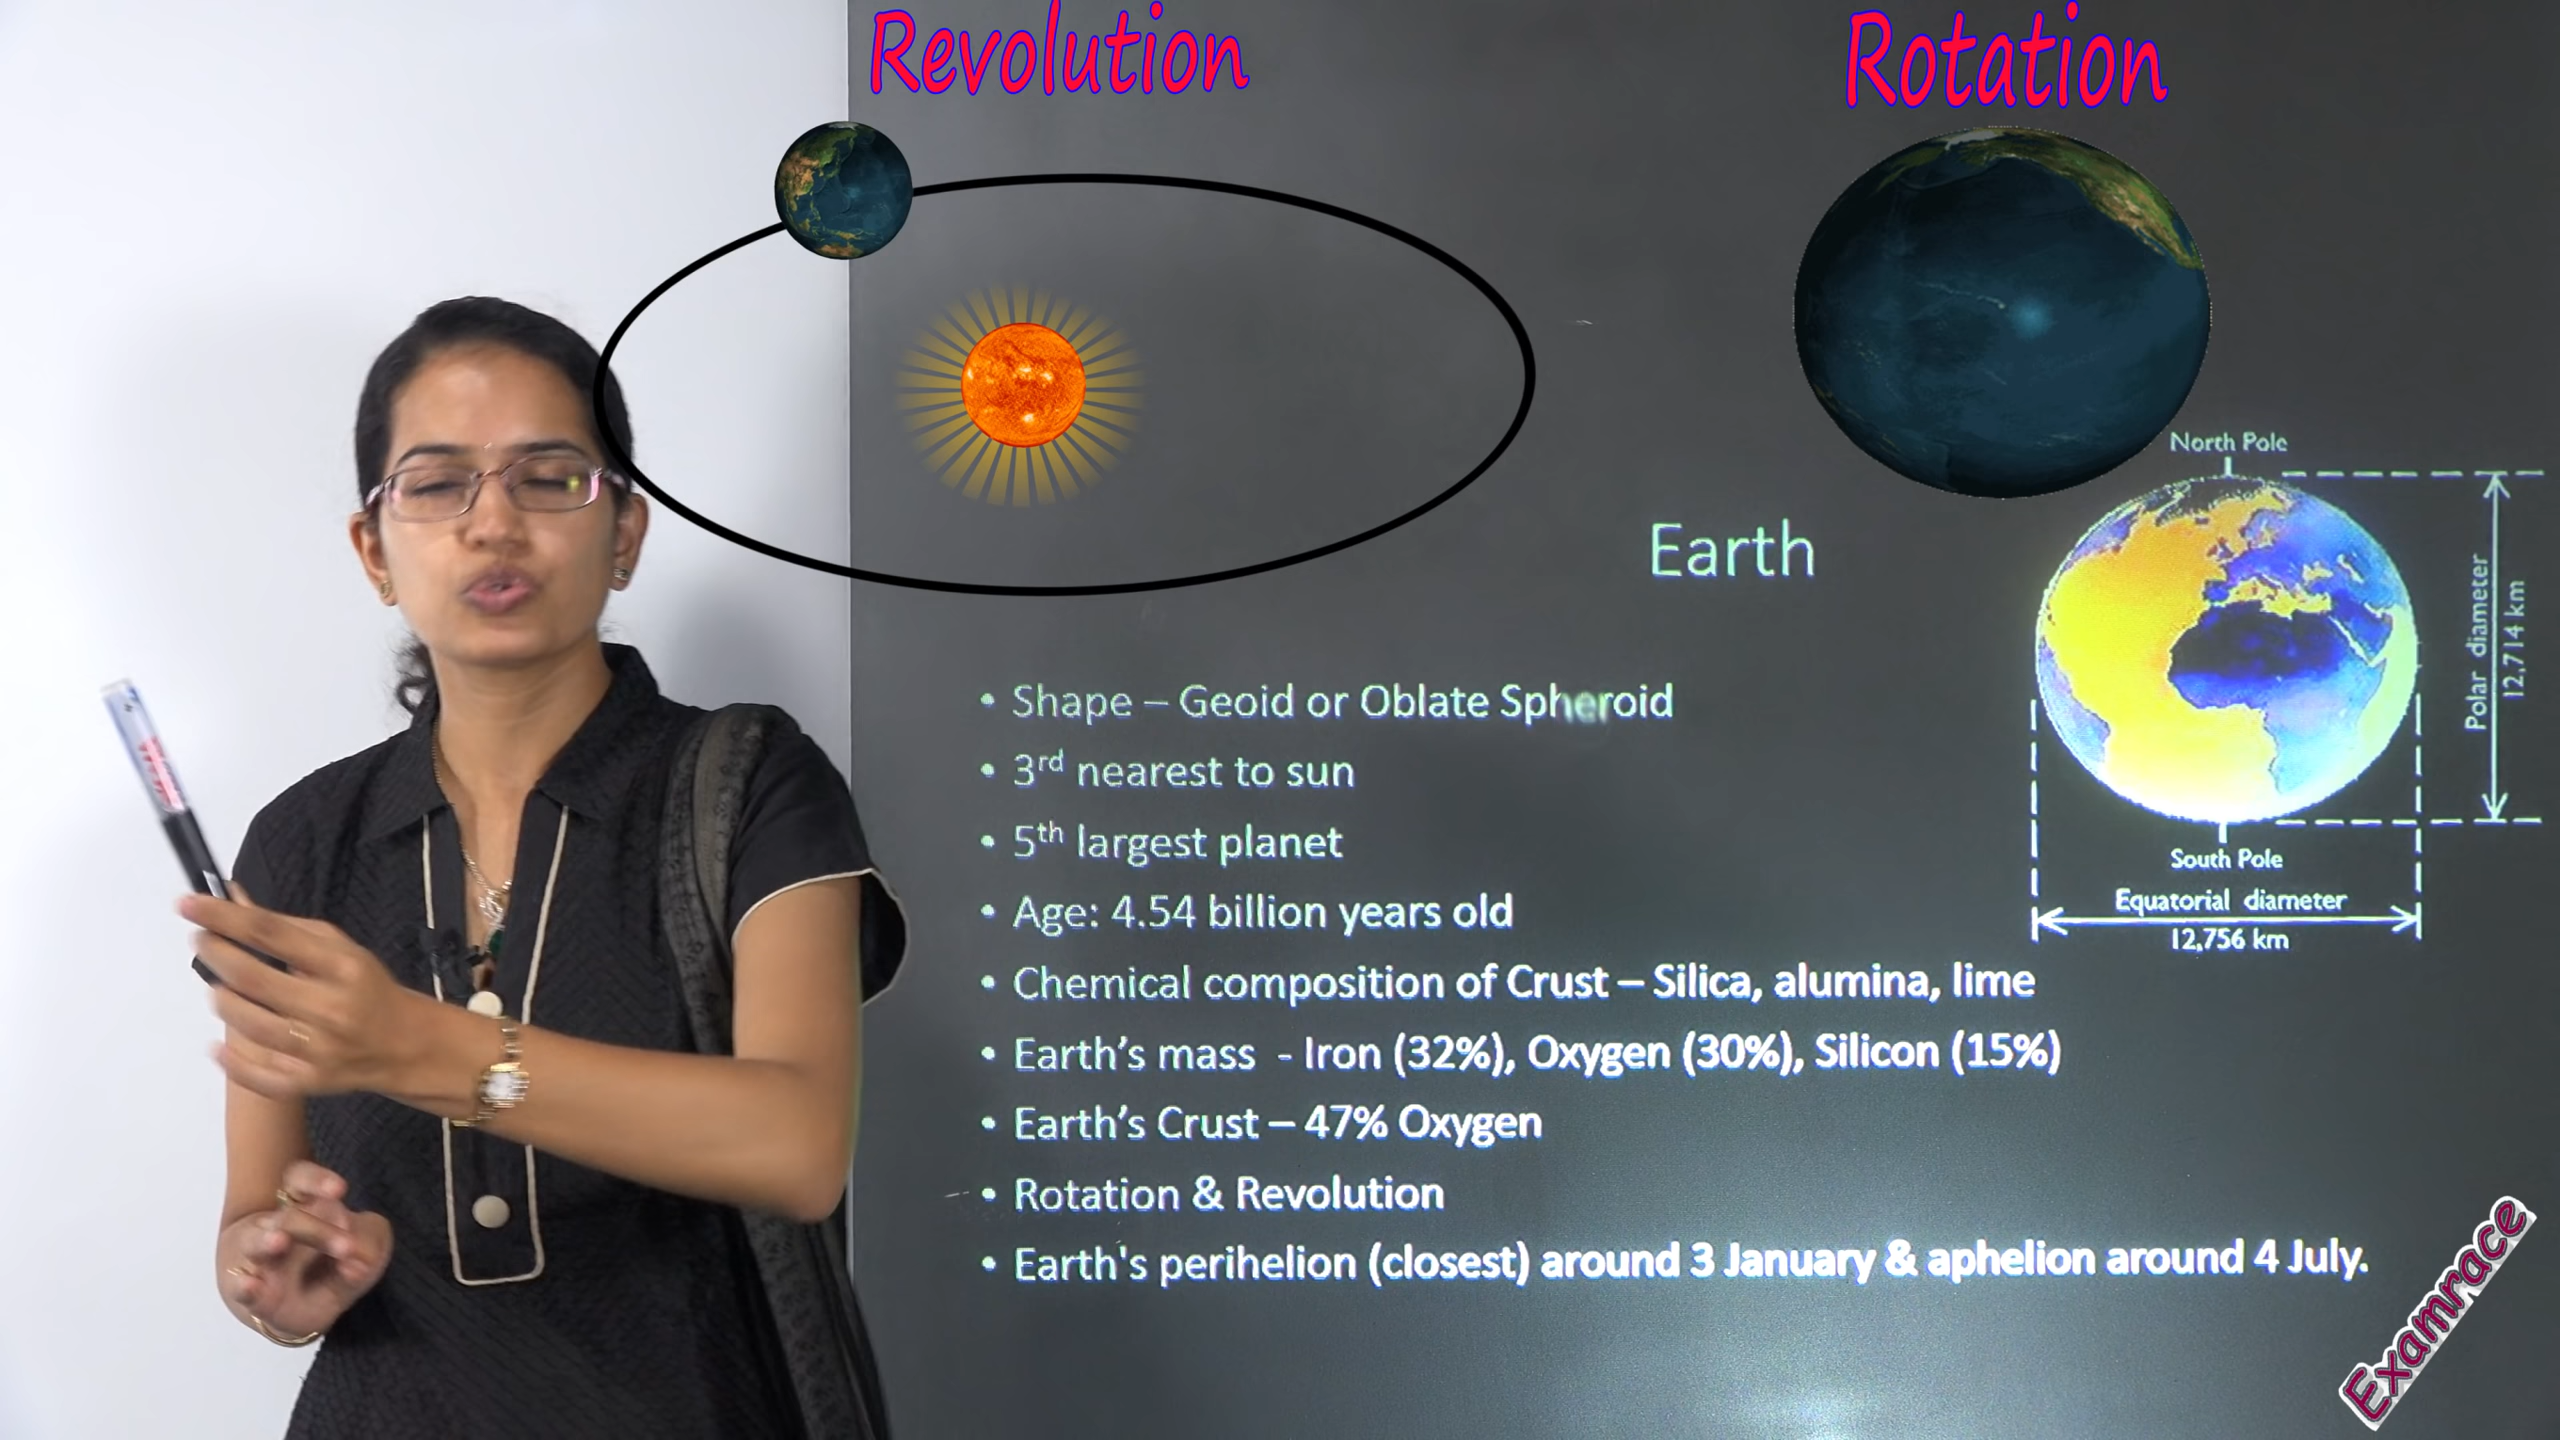 Revolution
Rotation
North Pole
Earth
Polar diameter
12,714 km
• Shape – Geoid or Oblate Spheroid
• 3rd nearest to sun
• 5th largest planet
South Pole
Equatorial diameter
12,756 km
• Age: 4.54 billion years old
• Chemical composition of Crust – Silica, alumina, lime
• Earth’s mass - Iron (32%), Oxygen (30%), Silicon (15%)
• Earth’s Crust – 47% Oxygen
• Rotation & Revolution
• Earth's perihelion (closest) around 3 January & aphelion around 4 July.
Examrace